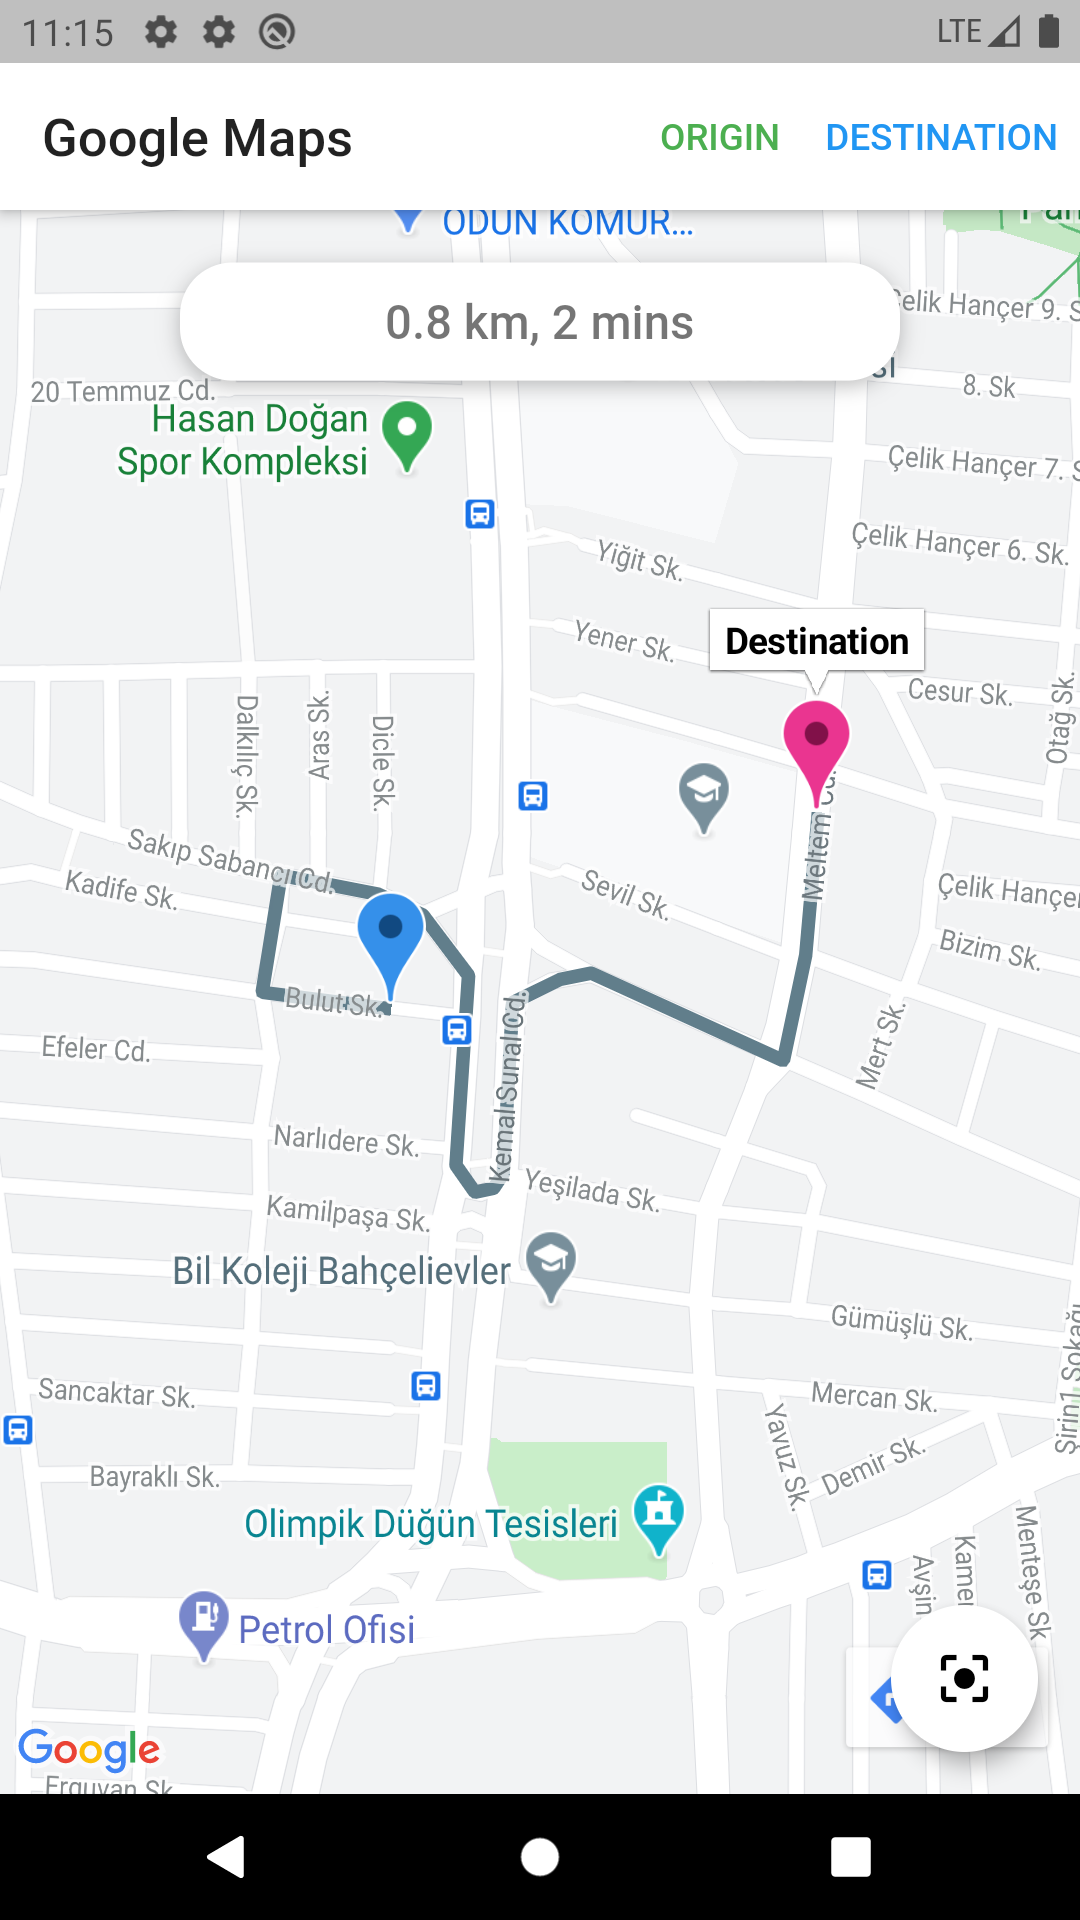 11:15
LTE
Google Maps
ORIGIN
DESTINATION
ODUN KÖMÜR...
0.8 km, 2 mins
Çelik Hançer 9. S
8. Sk
20 Temmuz Cd.
Hasan Doğan
Spor Kompleksi
Çelik Hançer 7. S
Çelik Hançer 6. Sk.
Yiğit Sk.
Yener Sk.
Destination
Cesur Sk.
Otağ Sk.
Dalkılıç Sk.
Aras Sk.
Dicle Sk.
Meltem Cd.
Sakıp Sabancı Cd.
Kadife Sk.
Sevil Sk.
Çelik Hançe
Bizim Sk.
Bulut Sk.
Efeler Cd.
Kemal Sunal Cd.
Mert Sk.
Narlıdere Sk.
Yeşilada Sk.
Kamilpaşa Sk.
Bil Koleji Bahçelievler
Gümüşlü Sk.
Şirin1 Sokağı
Sancaktar Sk.
Mercan Sk.
Yavuz Sk.
Demir Sk.
Bayraklı Sk.
Olimpik Düğün Tesisleri
Menteşe Sk
Kamer
Avşin
Petrol Ofisi
Google
Erguvan Sk